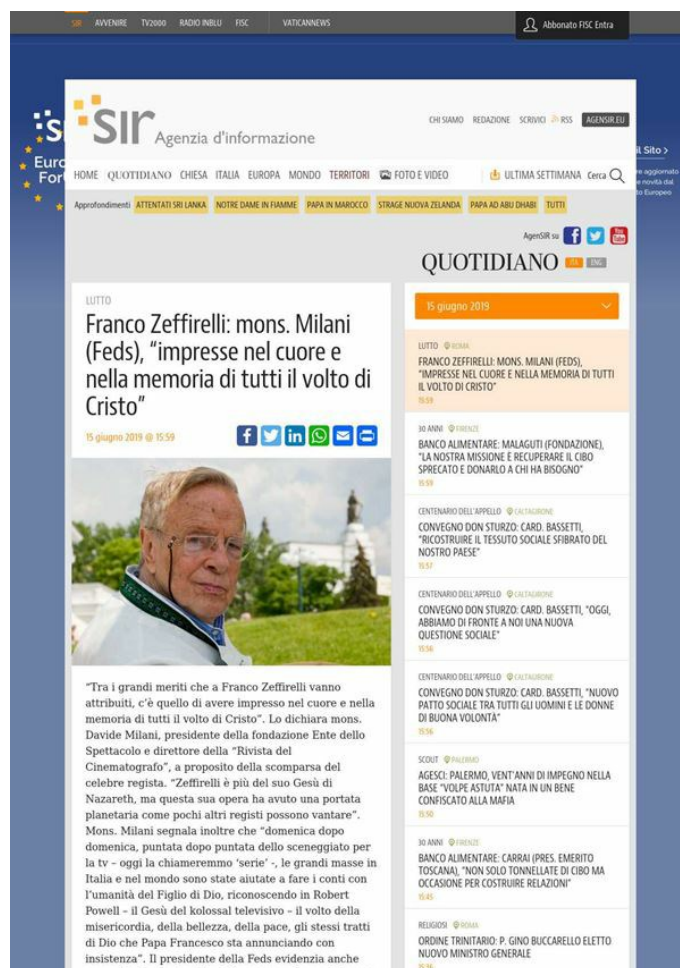 SIR AVVENIRE TV2000 RADIO INBLU FISC VATICANNEWS
Abbonato FISC Entra
SIR Agenzia d'informazione
CHI SIAMO REDAZIONE SCRIVICI RSS AGENSIR.EU
HOME QUOTIDIANO CHIESA ITALIA EUROPA MONDO TERRITORI FOTO E VIDEO ULTIMA SETTIMANA Cerca
Approfondimenti ATTENTATI SRI LANKA NOTRE DAME IN FIAMME PAPA IN MAROCCO STRAGE NUOVA ZELANDA PAPA AD ABU DHABI TUTTI
AgenSIR su
QUOTIDIANO ITA ENG
LUTTO
Franco Zeffirelli: mons. Milani
(Feds), “impresse nel cuore e
nella memoria di tutti il volto di
Cristo”
15 giugno 2019 @ 15:59
“Tra i grandi meriti che a Franco Zeffirelli vanno
attribuiti, c’è quello di avere impresso nel cuore e nella
memoria di tutti il volto di Cristo”. Lo dichiara mons.
Davide Milani, presidente della fondazione Ente dello
Spettacolo e direttore della “Rivista del
Cinematografo”, a proposito della scomparsa del
celebre regista. “Zeffirelli è più del suo Gesù di
Nazareth, ma questa sua opera ha avuto una portata
planetaria come pochi altri registi possono vantare”.
Mons. Milani segnala inoltre che “domenica dopo
domenica, puntata dopo puntata dello sceneggiato per
la tv – oggi la chiameremmo ‘serie’ -, le grandi masse in
Italia e nel mondo sono state aiutate a fare i conti con
l’umanità del Figlio di Dio, riconoscendo in Robert
Powell – il Gesù del kolossal televisivo – il volto della
misericordia, della bellezza, della pace, gli stessi tratti
di Dio che Papa Francesco sta annunciando con
insistenza”. Il presidente della Feds evidenzia anche
15 giugno 2019
LUTTO ROMA
FRANCO ZEFFIRELLI: MONS. MILANI (FEDS),
“IMPRESSE NEL CUORE E NELLA MEMORIA DI TUTTI
IL VOLTO DI CRISTO”
15:59
30 ANNI FIRENZE
BANCO ALIMENTARE: MALAGUTI (FONDAZIONE),
“LA NOSTRA MISSIONE È RECUPERARE IL CIBO
SPRECATO E DONARLO A CHI HA BISOGNO”
15:59
CENTENARIO DELL'APPELLO CALTAGIRONE
CONVEGNO DON STURZO: CARD. BASSETTI,
“RICOSTRUIRE IL TESSUTO SOCIALE SFIBRATO DEL
NOSTRO PAESE”
15:57
CENTENARIO DELL'APPELLO CALTAGIRONE
CONVEGNO DON STURZO: CARD. BASSETTI, “OGGI,
ABBIAMO DI FRONTE A NOI UNA NUOVA
QUESTIONE SOCIALE”
15:56
CENTENARIO DELL'APPELLO CALTAGIRONE
CONVEGNO DON STURZO: CARD. BASSETTI, “NUOVO
PATTO SOCIALE TRA TUTTI GLI UOMINI E LE DONNE
DI BUONA VOLONTÀ”
15:56
SCOUT PALERMO
AGESCI: PALERMO, VENT'ANNI DI IMPEGNO NELLA
BASE “VOLPE ASTUTA” NATA IN UN BENE
CONFISCATO ALLA MAFIA
15:50
30 ANNI FIRENZE
BANCO ALIMENTARE: CARRAI (PRES. EMERITO
TOSCANA), “NON SOLO TONNELLATE DI CIBO MA
OCCASIONE PER COSTRUIRE RELAZIONI”
15:45
RELIGIOSI ROMA
ORDINE TRINITARIO: P. GINO BUCCARELLO ELETTO
NUOVO MINISTRO GENERALE
15:36
il Sito >
aggiornato
novità dal
Europeo